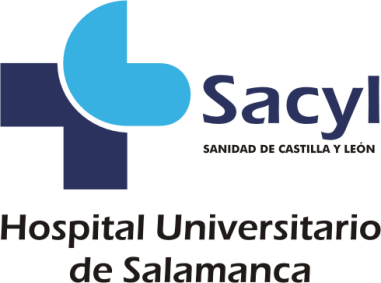 Sacyl
SANIDAD DE CASTILLA Y LEÓN
Hospital Universitario
de Salamanca